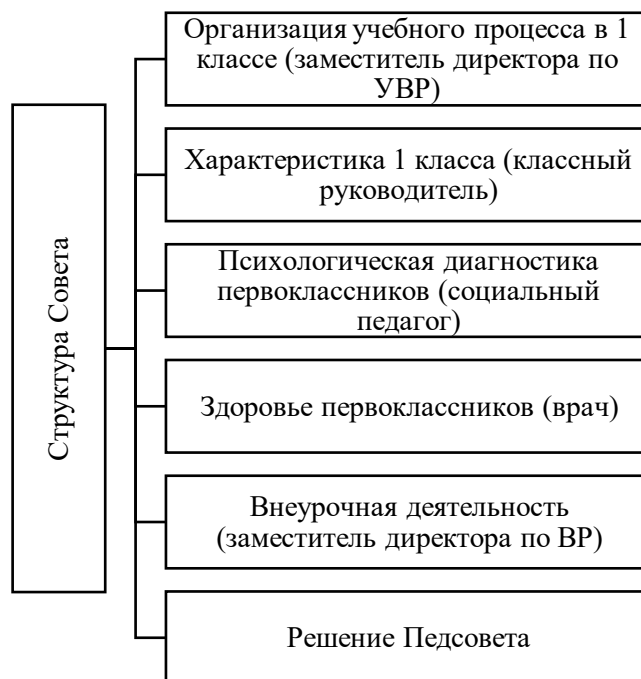 Структура Совета
Организация учебного процесса в 1
классе (заместитель директора по
УВР)
Характеристика 1 класса (классный
руководитель)
Психологическая диагностика
первоклассников (социальный
педагог)
Здоровье первоклассников (врач)
Внеурочная деятельность
(заместитель директора по ВР)
Решение Педсовета